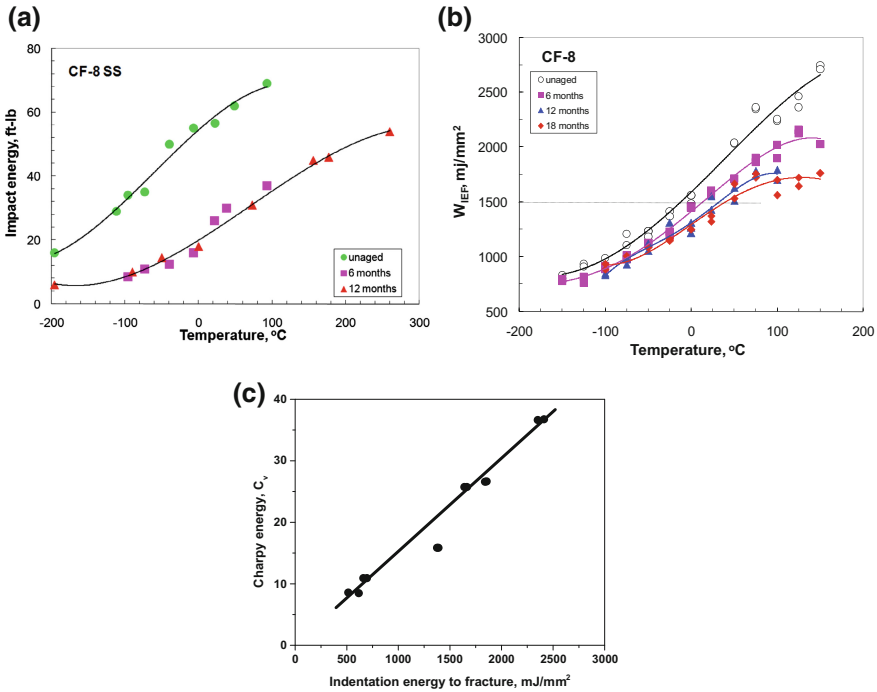 (a)
80
60
40
20
0
-200
-100
0
100
200
300
Impact energy, ft-lb
Temperature, °C
CF-8 SS
unaged
6 months
12 months
(b)
3000
2500
2000
1500
1000
500
-200
-100
0
100
200
W_IEF, mj/mm²
Temperature, °C
CF-8
unaged
6 months
12 months
18 months
(c)
40
30
20
10
0
0
500
1000
1500
2000
2500
3000
Charpy energy, Cᵥ
Indentation energy to fracture, mJ/mm²